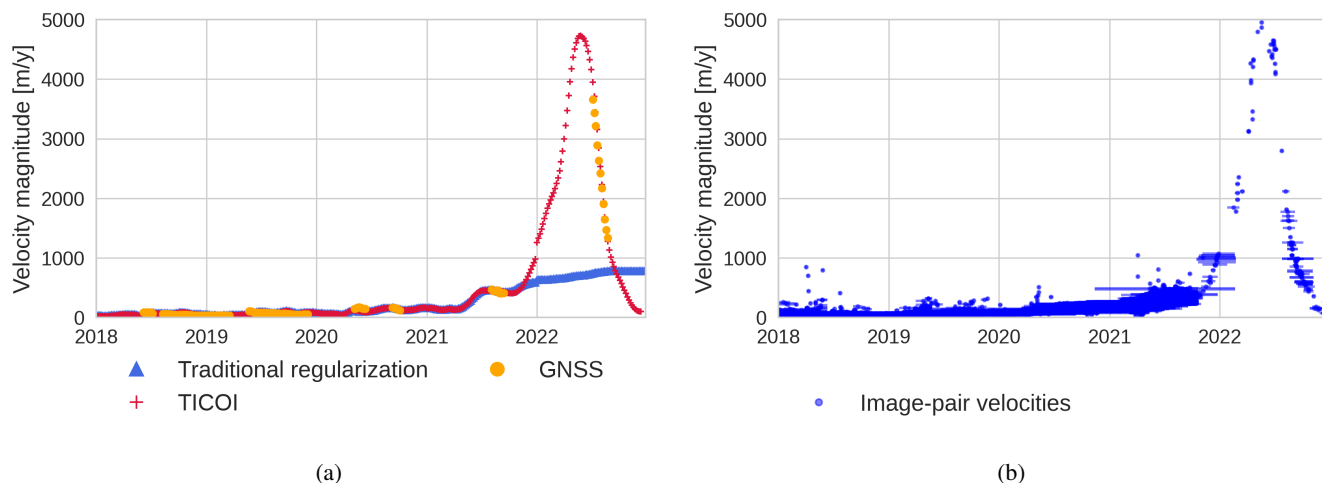 5000
4000
3000
2000
1000
0
Velocity magnitude [m/y]
2018 2019 2020 2021 2022
Traditional regularization
GNSS
TICOI
(a)
5000
4000
3000
2000
1000
0
Velocity magnitude [m/y]
2018 2019 2020 2021 2022
Image-pair velocities
(b)